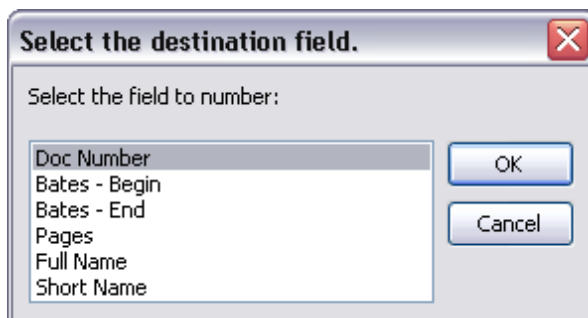 Select the destination field.
Select the field to number:
Doc Number
Bates - Begin
Bates - End
Pages
Full Name
Short Name
OK
Cancel